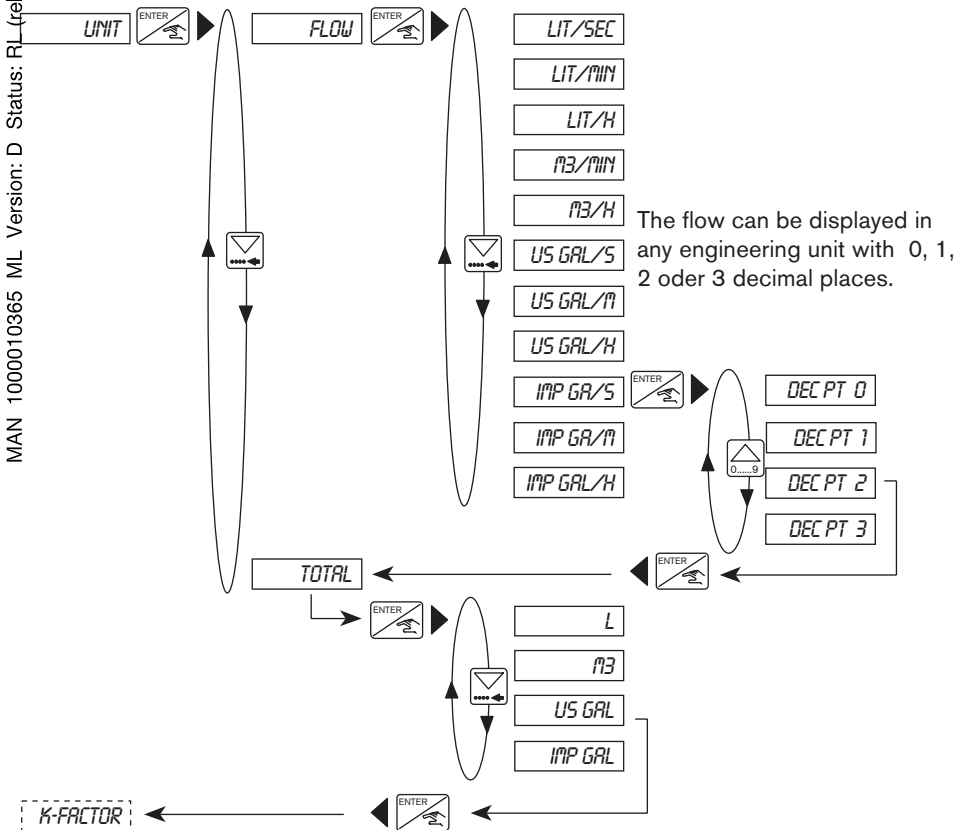 MAN 1000010365 ML Version: D Status: RL (rel
UNIT
ENTER
FLOW
ENTER
LIT/SEC
LIT/MIN
LIT/H
M3/MIN
M3/H
US GAL/S
US GAL/M
US GAL/H
IMP GA/S
IMP GA/M
IMP GAL/H
The flow can be displayed in
any engineering unit with 0, 1,
2 oder 3 decimal places.
ENTER
0......9
DEC PT 0
DEC PT 1
DEC PT 2
DEC PT 3
ENTER
TOTAL
ENTER
L
M3
US GAL
IMP GAL
ENTER
K-FACTOR